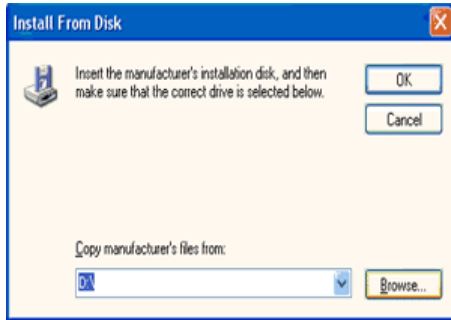 Install From Disk
Insert the manufacturer's installation disk, and then
make sure that the correct drive is selected below.
OK
Cancel
Copy manufacturer's files from:
D:\
Browse...